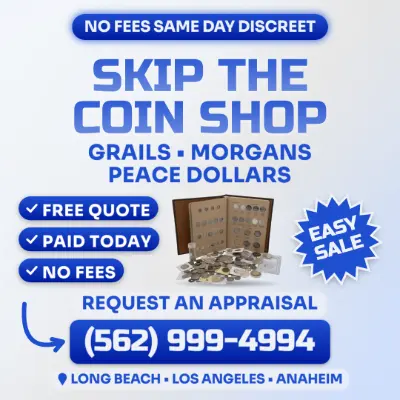 NO FEES SAME DAY DISCREET
SKIP THE
COIN SHOP
GRAILS • MORGANS
PEACE DOLLARS
FREE QUOTE
PAID TODAY
NO FEES
EASY
SALE
REQUEST AN APPRAISAL
(562) 999-4994
LONG BEACH • LOS ANGELES • ANAHEIM